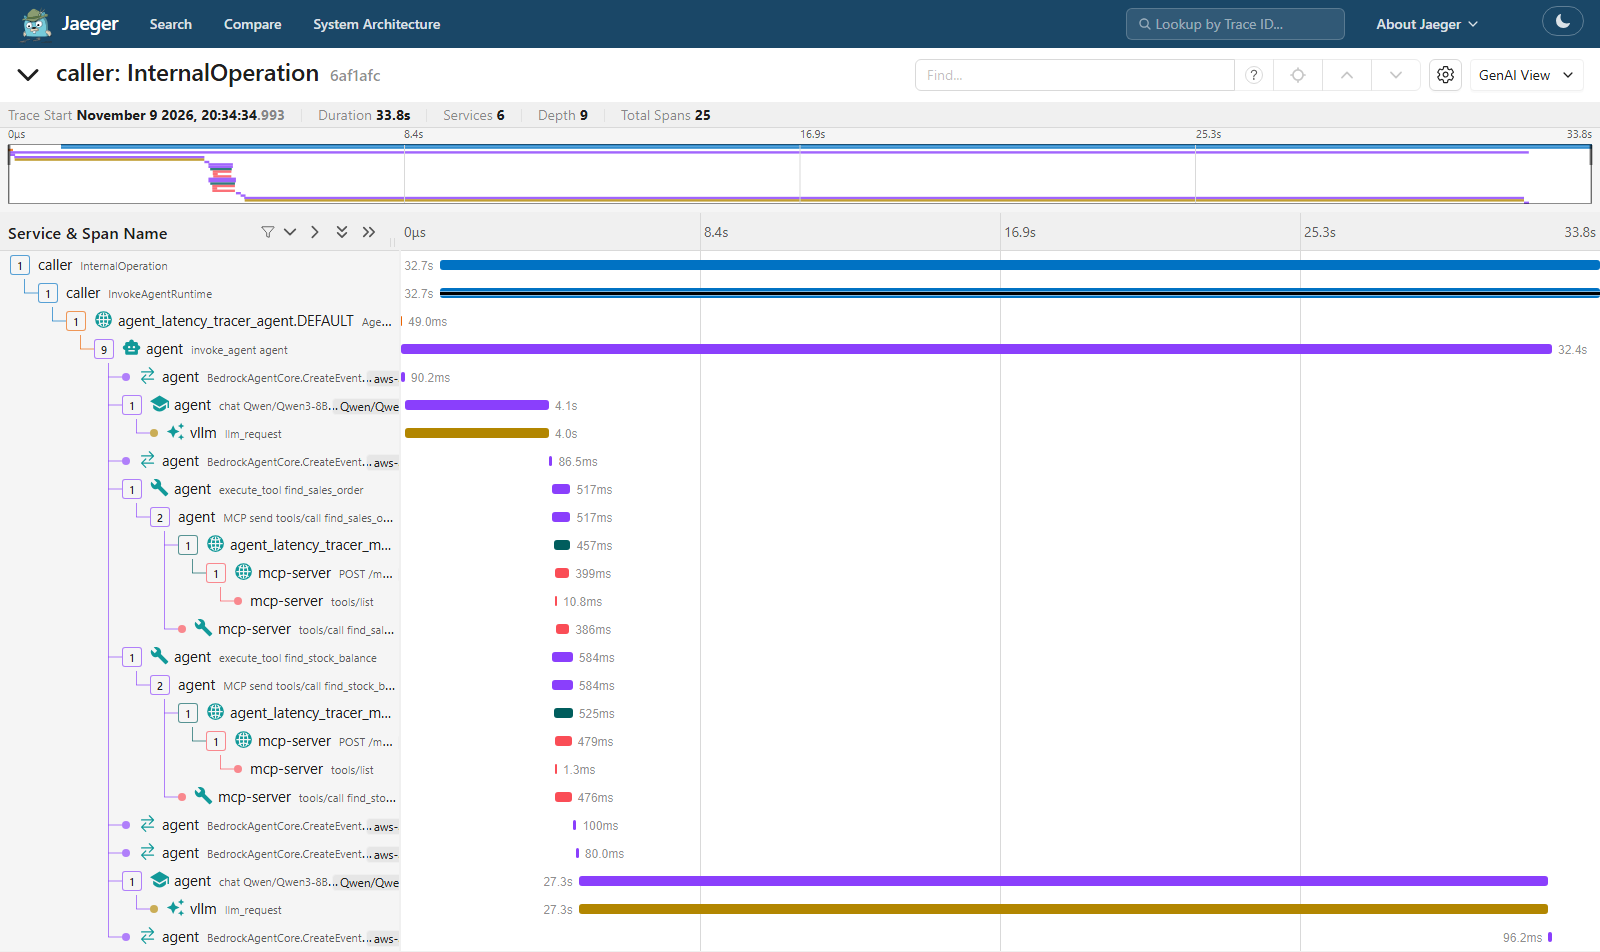 Jaeger Search Compare System Architecture Lookup by Trace ID... About Jaeger
caller: InternalOperation 6af1afc Find... ? GenAI View
Trace Start November 9 2026, 20:34:34.993 Duration 33.8s Services 6 Depth 9 Total Spans 25
0µs 8.4s 16.9s 25.3s 33.8s
Service & Span Name 0µs 8.4s 16.9s 25.3s 33.8s
1 caller InternalOperation 32.7s
1 caller InvokeAgentRuntime 32.7s
1 agent_latency_tracer_agent.DEFAULT Age... 49.0ms
9 agent invoke_agent agent 32.4s
agent BedrockAgentCore.CreateEvent... aws- 90.2ms
1 agent chat Qwen/Qwen3-8B... Qwen/Qwe 4.1s
vllm llm_request 4.0s
agent BedrockAgentCore.CreateEvent... aws- 86.5ms
1 agent execute_tool find_sales_order 517ms
2 agent MCP send tools/call find_sales_o... 517ms
1 agent_latency_tracer_m... 457ms
1 mcp-server POST /m... 399ms
mcp-server tools/list 10.8ms
mcp-server tools/call find_sal... 386ms
1 agent execute_tool find_stock_balance 584ms
2 agent MCP send tools/call find_stock_b... 584ms
1 agent_latency_tracer_m... 525ms
1 mcp-server POST /m... 479ms
mcp-server tools/list 1.3ms
mcp-server tools/call find_sto... 476ms
agent BedrockAgentCore.CreateEvent... aws- 100ms
agent BedrockAgentCore.CreateEvent... aws- 80.0ms
1 agent chat Qwen/Qwen3-8B... Qwen/Qwe 27.3s
vllm llm_request 27.3s
agent BedrockAgentCore.CreateEvent... aws- 96.2ms